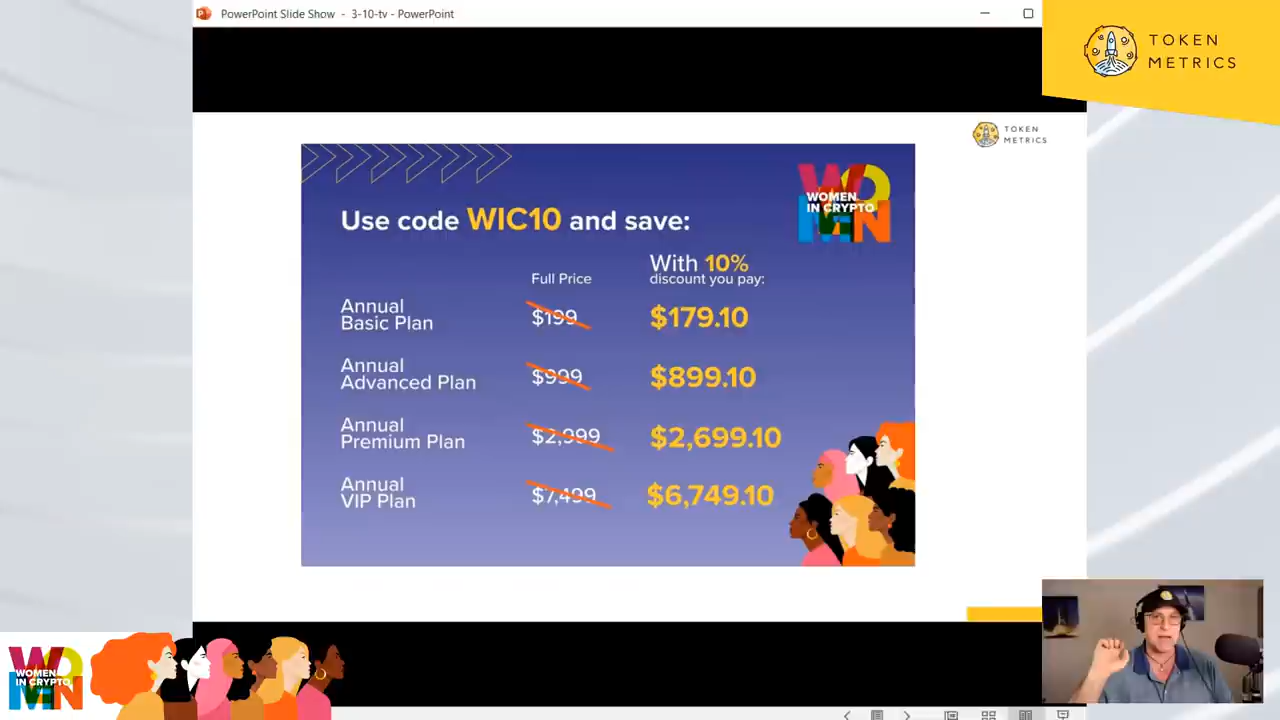 PowerPoint Slide Show - 3-10-tv - PowerPoint
TOKEN
METRICS
TOKEN
METRICS
WOMEN
WOMEN
IN CRYPTO
Use code WIC10 and save:
Full Price
With 10%
discount you pay:
Annual
Basic Plan
$199
$179.10
Annual
Advanced Plan
$999
$899.10
Annual
Premium Plan
$2,999
$2,699.10
Annual
VIP Plan
$7,499
$6,749.10
WOMEN
WOMEN
IN CRYPTO